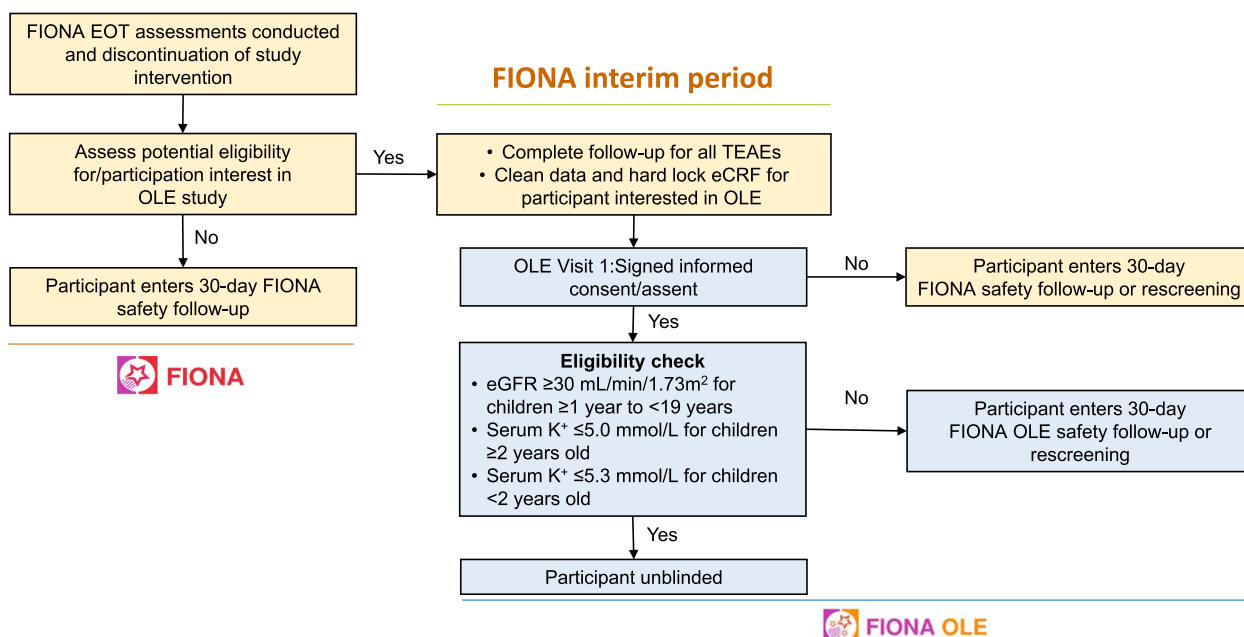 FIONA EOT assessments conducted
and discontinuation of study
intervention
FIONA interim period
Assess potential eligibility
for/participation interest in
OLE study
Yes
• Complete follow-up for all TEAEs
• Clean data and hard lock eCRF for
participant interested in OLE
No
Participant enters 30-day FIONA
safety follow-up
OLE Visit 1:Signed informed
consent/assent
No
Participant enters 30-day
FIONA safety follow-up or rescreening
Yes
FIONA
Eligibility check
• eGFR ≥30 mL/min/1.73m² for
children ≥1 year to <19 years
• Serum K⁺ ≤5.0 mmol/L for children
≥2 years old
• Serum K⁺ ≤5.3 mmol/L for children
<2 years old
No
Participant enters 30-day
FIONA OLE safety follow-up or
rescreening
Yes
Participant unblinded
FIONA OLE